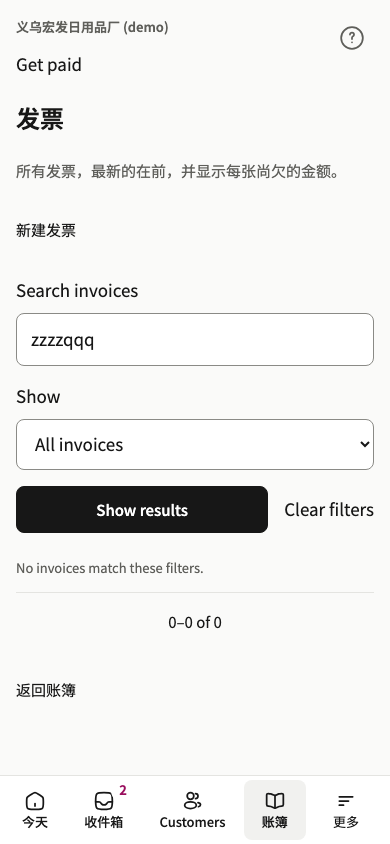 义乌宏发日用品厂 (demo)
?
Get paid
发票
所有发票，最新的在前，并显示每张尚欠的金额。
新建发票
Search invoices
zzzzqqq
Show
All invoices
Show results
Clear filters
No invoices match these filters.
0–0 of 0
返回账簿
2
今天
收件箱
Customers
账簿
更多